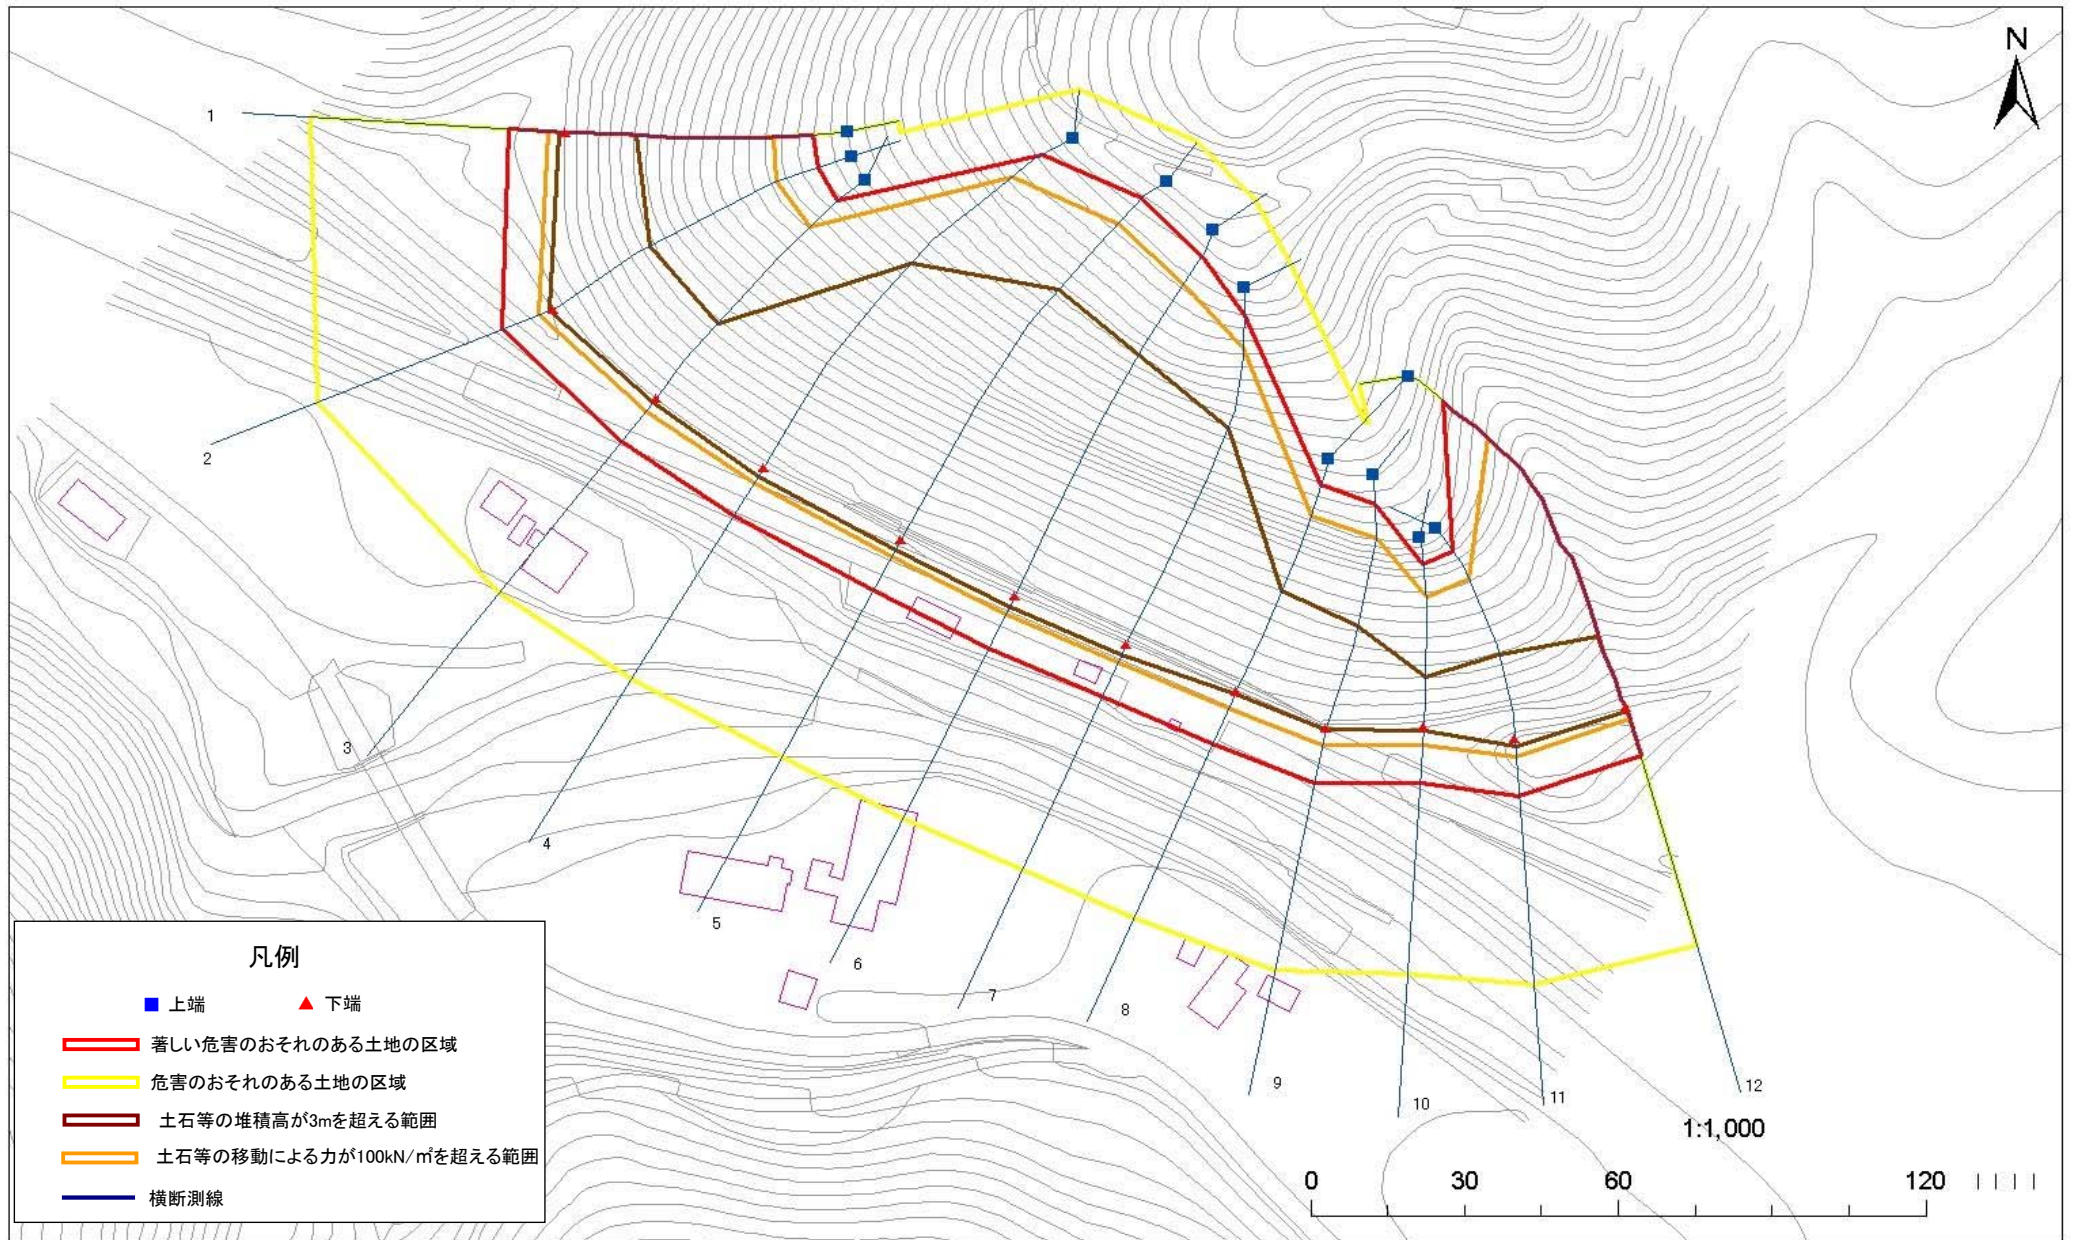 N
1
2
3
4
5
6
7
8
9
10
11
12
凡例
上端 下端
著しい危害のおそれのある土地の区域
危害のおそれのある土地の区域
土石等の堆積高が3mを超える範囲
土石等の移動による力が100kN/㎡を超える範囲
横断測線
1:1,000
0 30 60 120